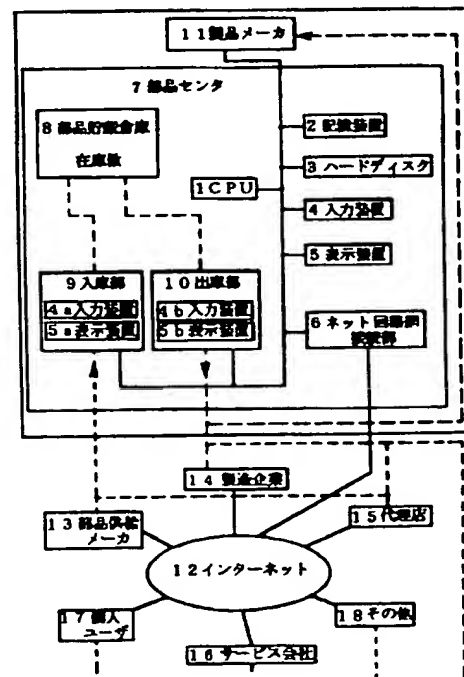 11製品メーカ
7部品センタ
8部品貯蔵倉庫
在庫数
2記憶装置
3ハードディスク
1CPU
4入力装置
5表示装置
9入庫部
4a入力装置
5a表示装置
10出庫部
4b入力装置
5b表示装置
6ネット回路網
接続部
14製造企業
13部品供給
メーカ
15代理店
12インターネット
17個人
ユーザ
18その他
16サービス会社